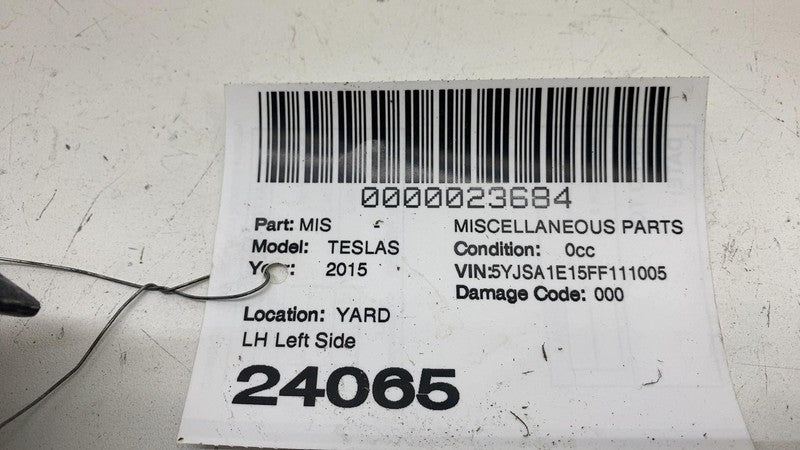 0000023684
Part: MIS MISCELLANEOUS PARTS
Model: TESLAS Condition: 0cc
Year: 2015 VIN:5YJSA1E15FF111005
Damage Code: 000
Location: YARD
LH Left Side
24065